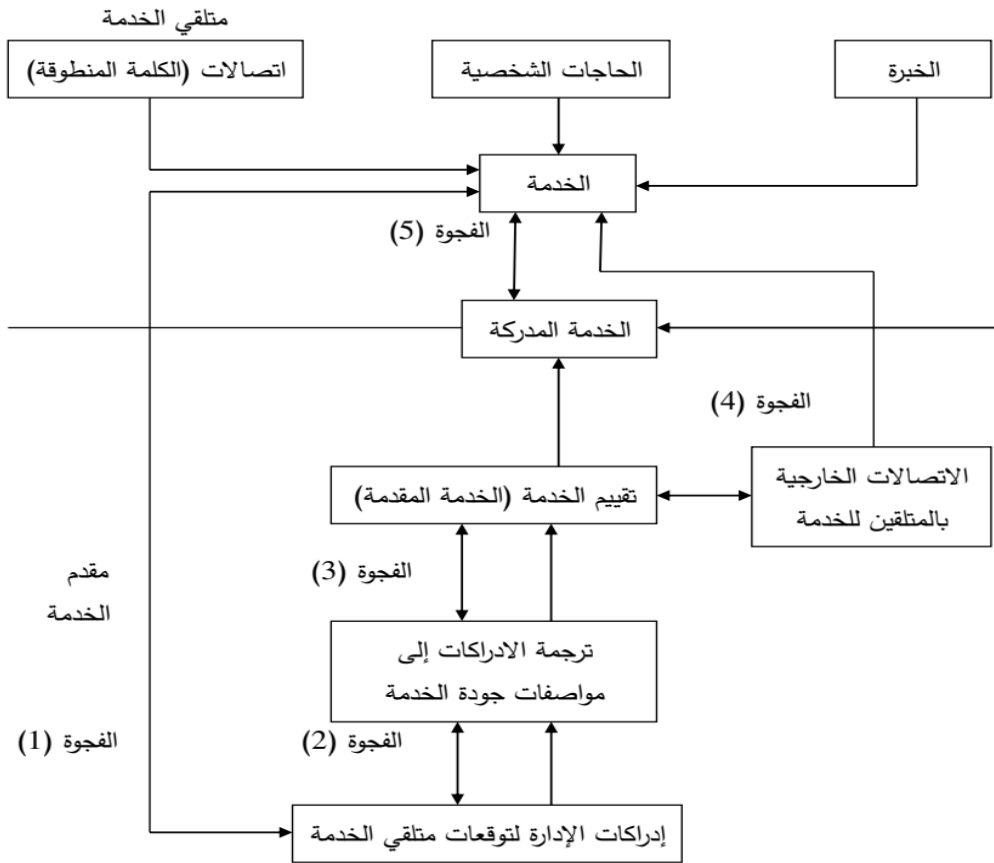 متلقي الخدمة
الخبرة
الحاجات الشخصية
اتصالات (الكلمة المنطوقة)
الخدمة
الفجوة (5)
الخدمة المدركة
الفجوة (4)
الاتصالات الخارجية
بالمتلقين للخدمة
تقييم الخدمة (الخدمة المقدمة)
الفجوة (3)
مقدم
الخدمة
ترجمة الادراكات إلى
مواصفات جودة الخدمة
الفجوة (2)
الفجوة (1)
إدراكات الإدارة لتوقعات متلقي الخدمة